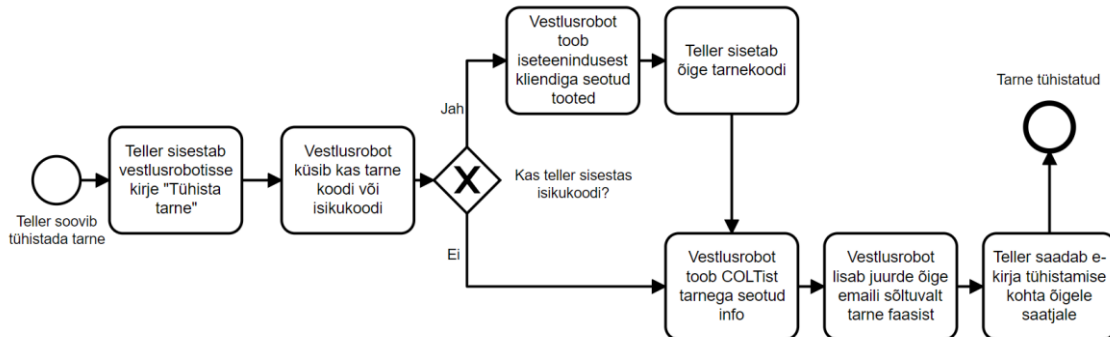 Teller soovib
tühistada tarne
Teller sisestab
vestlusrobotisse
kirje "Tühista
tarne"
Vestlusrobot
küsib kas tarne
koodi või
isikukoodi
Kas teller sisestas
isikukoodi?
Jah
Vestlusrobot
toob
iseteenindusest
kliendiga seotud
tooted
Teller sisetab
õige tarnekoodi
Ei
Vestlusrobot
toob COLTist
tarnega seotud
info
Vestlusrobot
lisab juurde õige
emaili sõltuvalt
tarne faasist
Teller saadab e-
kirja tühistamise
kohta õigele
saatjale
Tarne tühistatud